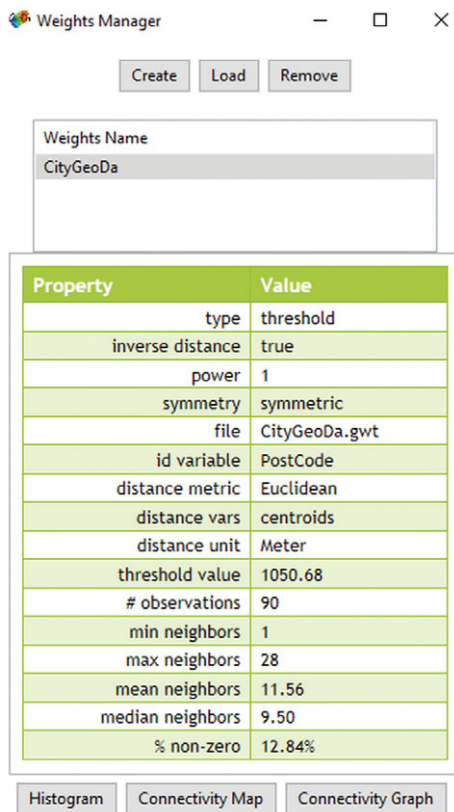 Weights Manager
Create Load Remove
Weights Name
CityGeoDa
Property Value
type threshold
inverse distance true
power 1
symmetry symmetric
file CityGeoDa.gwt
id variable PostCode
distance metric Euclidean
distance vars centroids
distance unit Meter
threshold value 1050.68
# observations 90
min neighbors 1
max neighbors 28
mean neighbors 11.56
median neighbors 9.50
% non-zero 12.84%
Histogram Connectivity Map Connectivity Graph